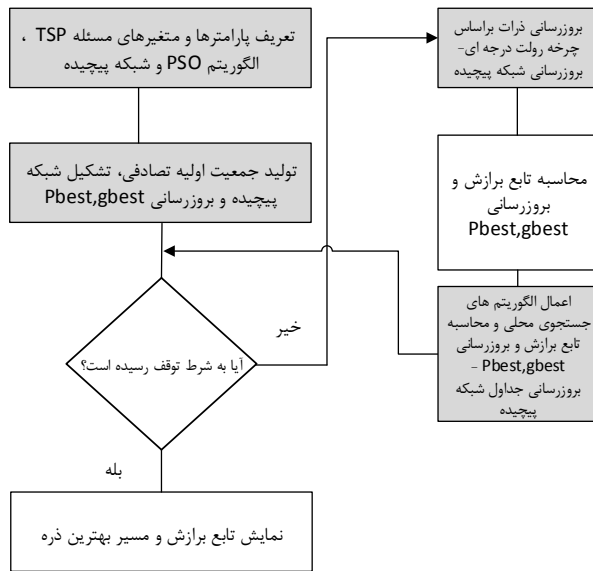 تعریف پارامترها و متغیرهای مسئله TSP ،
الگوریتم PSO و شبکه پیچیده
تولید جمعیت اولیه تصادفی، تشکیل شبکه
پیچیده و بروزرسانی Pbest,gbest
آیا به شرط توقف رسیده است؟
خیر
بله
نمایش تابع برازش و مسیر بهترین ذره
بروزرسانی ذرات براساس
چرخه رولت درجه ای-
بروزرسانی شبکه پیچیده
محاسبه تابع برازش و
بروزرسانی
Pbest,gbest
اعمال الگوریتم های
جستجوی محلی و محاسبه
تابع برازش و بروزرسانی
Pbest,gbest –
بروزرسانی جداول شبکه
پیچیده